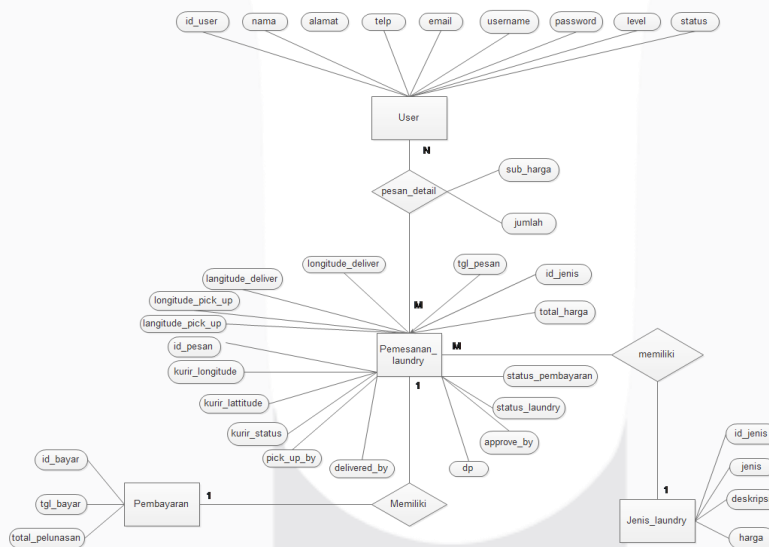 id_user
nama
alamat
telp
email
username
password
level
status
User
N
pesan_detail
sub_harga
jumlah
longitude_deliver
tgl_pesan
langitude_deliver
id_jenis
longitude_pick_up
M
total_harga
langitude_pick_up
id_pesan
Pemesanan_
laundry
M
memiliki
kurir_longitude
status_pembayaran
1
kurir_lattitude
status_laundry
kurir_status
approve_by
id_jenis
pick_up_by
delivered_by
dp
id_bayar
jenis
1
deskripsi
tgl_bayar
Pembayaran
1
Memiliki
Jenis_laundry
total_pelunasan
harga